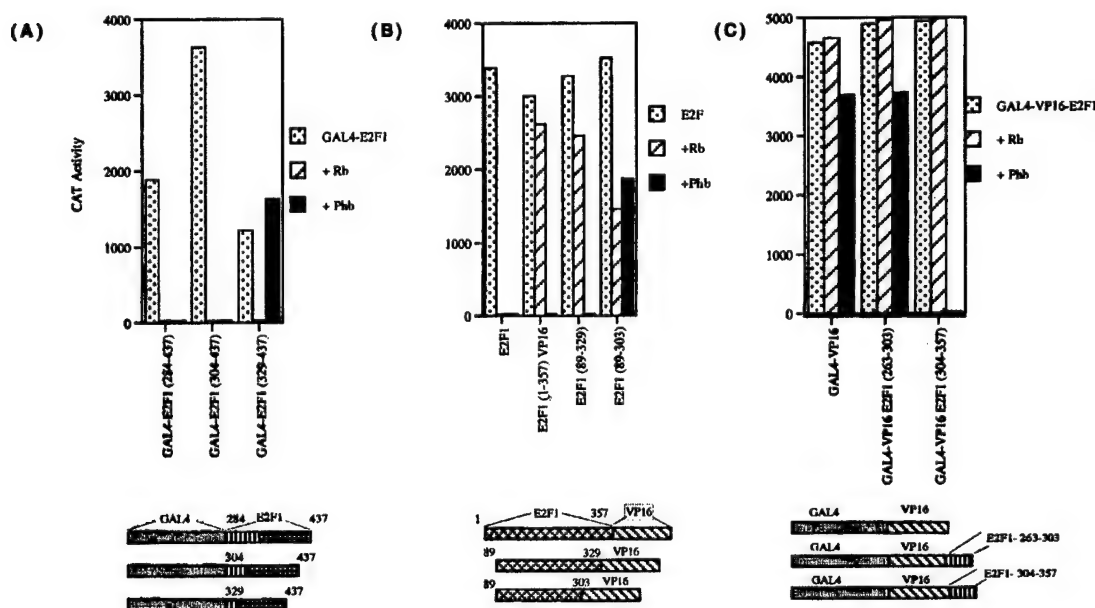 (A)
4000
3000
2000
1000
0
CAT Activity
GAL4-E2F1
+ Rb
+ Phb
GAL4-E2F1 (284-437)
GAL4-E2F1 (304-437)
GAL4-E2F1 (329-437)
GAL4 284 E2F1 437
304 437
329 437
(B)
4000
3000
2000
1000
0
E2F
+Rb
+Phb
E2F1
E2F1 (1-357) VP16
E2F1 (89-329)
E2F1 (89-303)
1 E2F1 357 VP16
89 329 VP16
89 303 VP16
(C)
5000
4000
3000
2000
1000
0
GAL4-VP16-E2F1
+ Rb
+ Phb
GAL4-VP16
GAL4-VP16 E2F1 (263-303)
GAL4-VP16 E2F1 (304-357)
GAL4 VP16
GAL4 VP16 E2F1- 263-303
GAL4 VP16 E2F1- 304-357